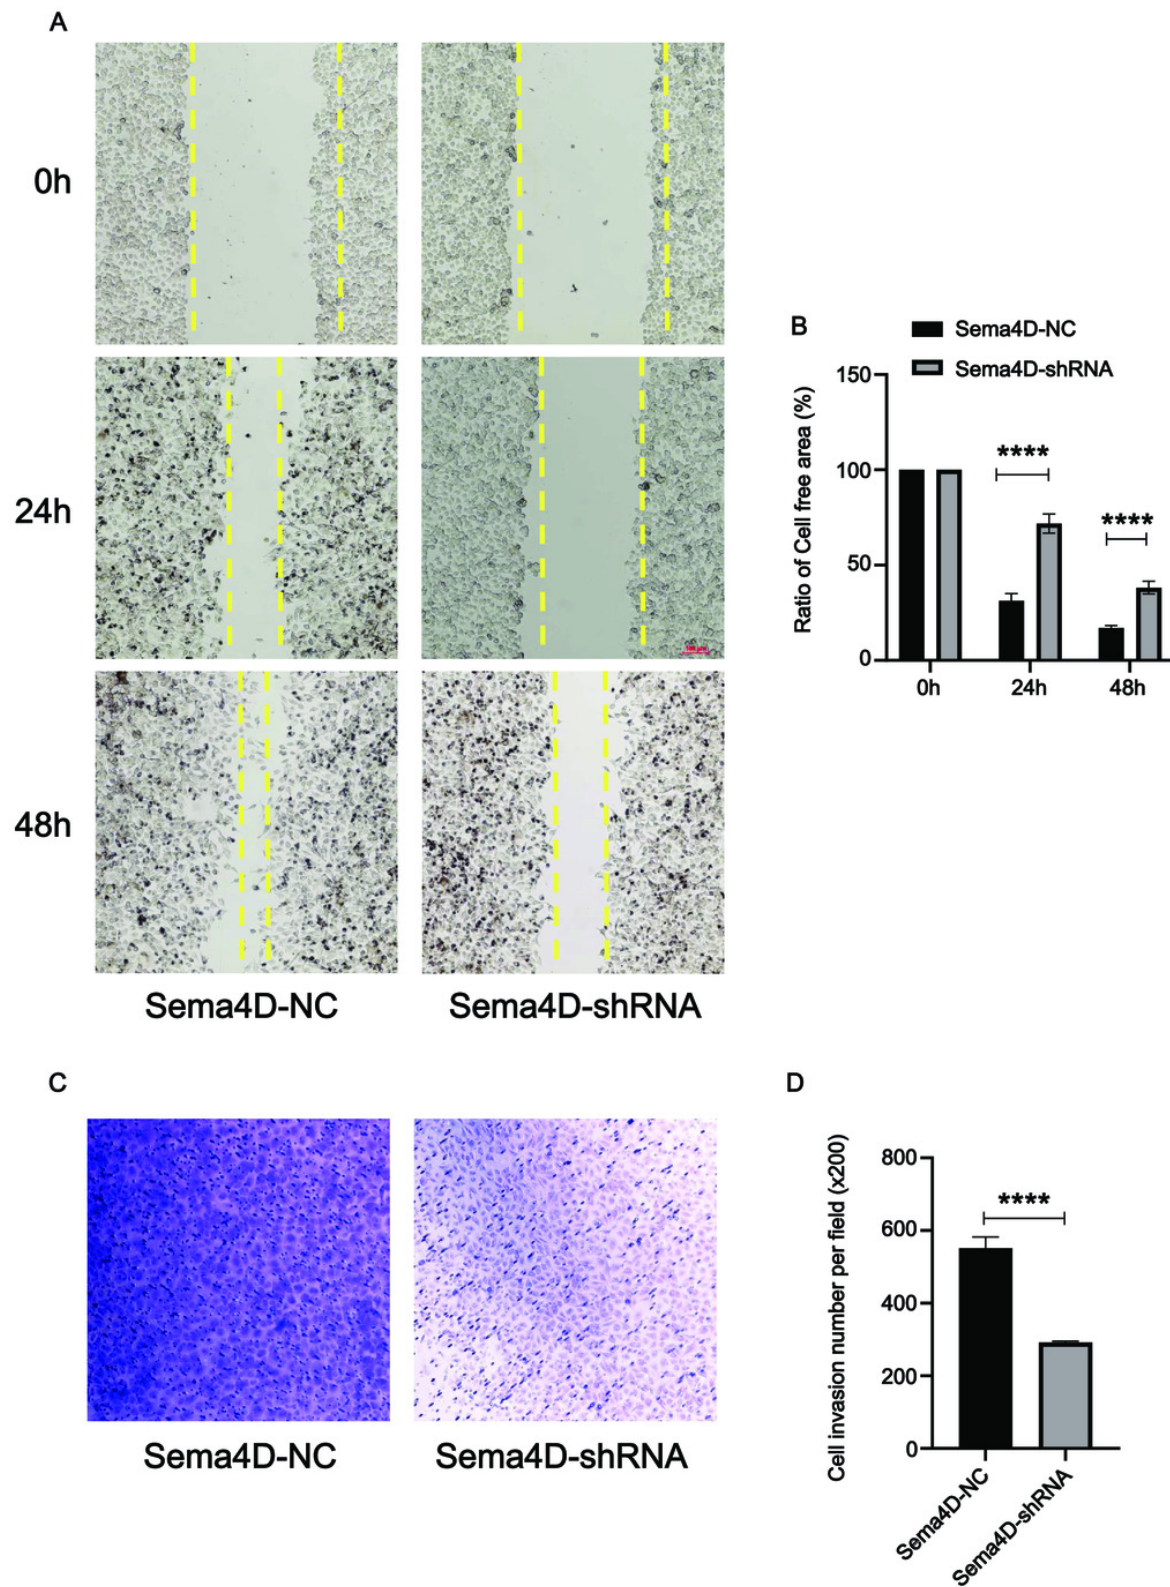 A
0h
24h
48h
Sema4D-NC
Sema4D-shRNA
B
Sema4D-NC
Sema4D-shRNA
Ratio of Cell free area (%)
150
100
50
0
****
****
0h
24h
48h
C
Sema4D-NC
Sema4D-shRNA
D
Cell invasion number per field (x200)
800
600
400
200
0
****
Sema4D-NC
Sema4D-shRNA